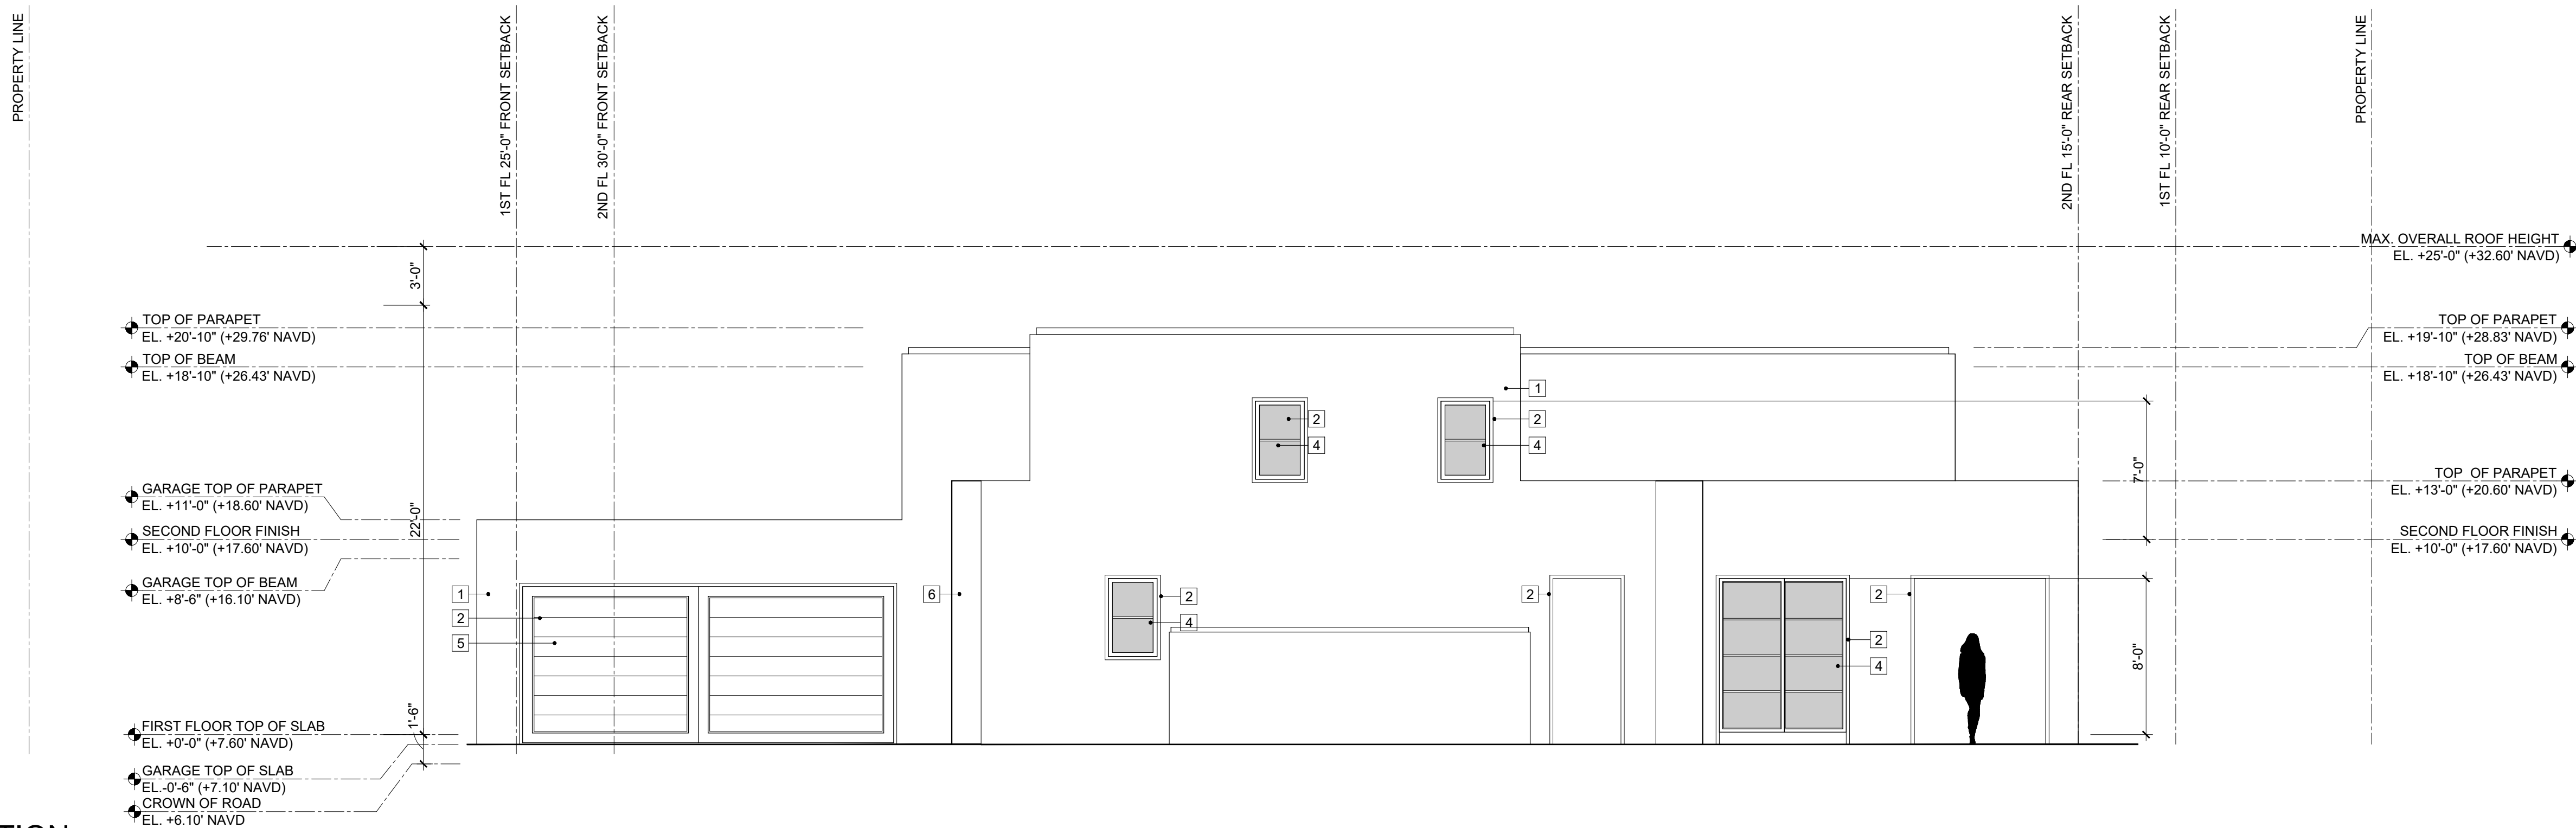 PROPERTY LINE
1ST FL 25'-0" FRONT SETBACK
2ND FL 30'-0" FRONT SETBACK
2ND FL 15'-0" REAR SETBACK
1ST FL 10'-0" REAR SETBACK
PROPERTY LINE
MAX. OVERALL ROOF HEIGHT
EL. +25'-0" (+32.60' NAVD)
3'-0"
TOP OF PARAPET
EL. +20'-10" (+29.76' NAVD)
TOP OF BEAM
EL. +18'-10" (+26.43' NAVD)
TOP OF PARAPET
EL. +19'-10" (+28.83' NAVD)
TOP OF BEAM
EL. +18'-10" (+26.43' NAVD)
1
2
2
4
4
7'-0"
TOP OF PARAPET
EL. +13'-0" (+20.60' NAVD)
GARAGE TOP OF PARAPET
EL. +11'-0" (+18.60' NAVD)
22'-0"
SECOND FLOOR FINISH
EL. +10'-0" (+17.60' NAVD)
SECOND FLOOR FINISH
EL. +10'-0" (+17.60' NAVD)
GARAGE TOP OF BEAM
EL. +8'-6" (+16.10' NAVD)
1
6
2
2
2
2
4
5
2
4
8'-0"
1'-6"
FIRST FLOOR TOP OF SLAB
EL. +0'-0" (+7.60' NAVD)
GARAGE TOP OF SLAB
EL.-0'-6" (+7.10' NAVD)
CROWN OF ROAD
EL. +6.10' NAVD